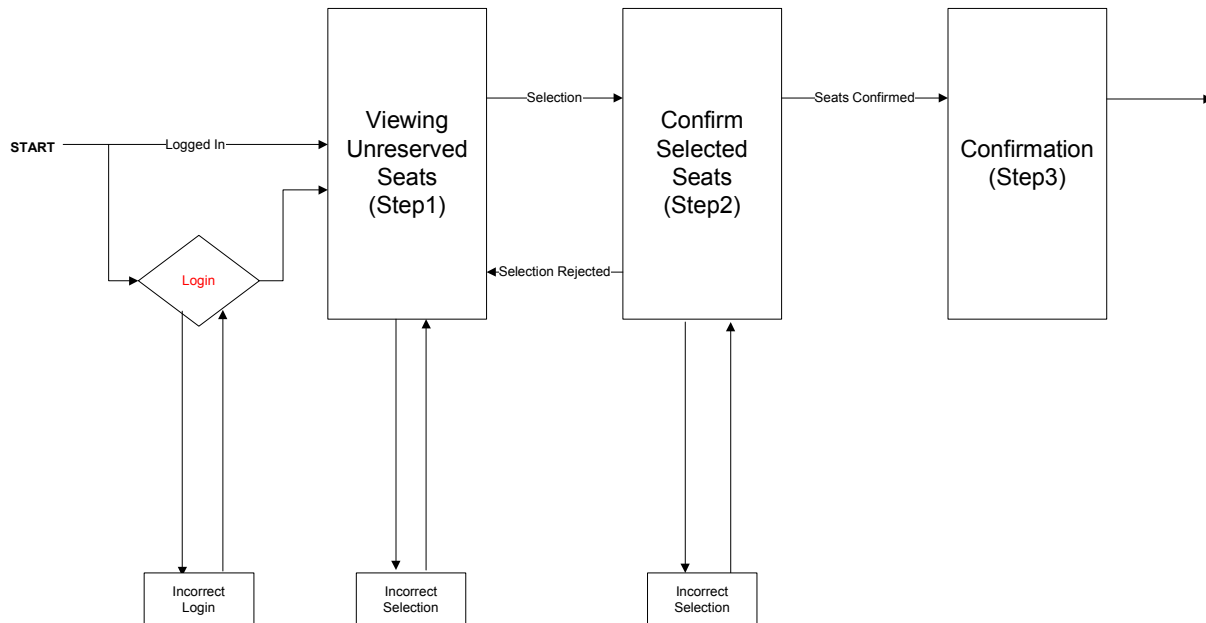 START
Logged In
Login
Viewing
Unreserved
Seats
(Step1)
Selection
Selection Rejected
Confirm
Selected
Seats
(Step2)
Seats Confirmed
Confirmation
(Step3)
Incorrect
Login
Incorrect
Selection
Incorrect
Selection